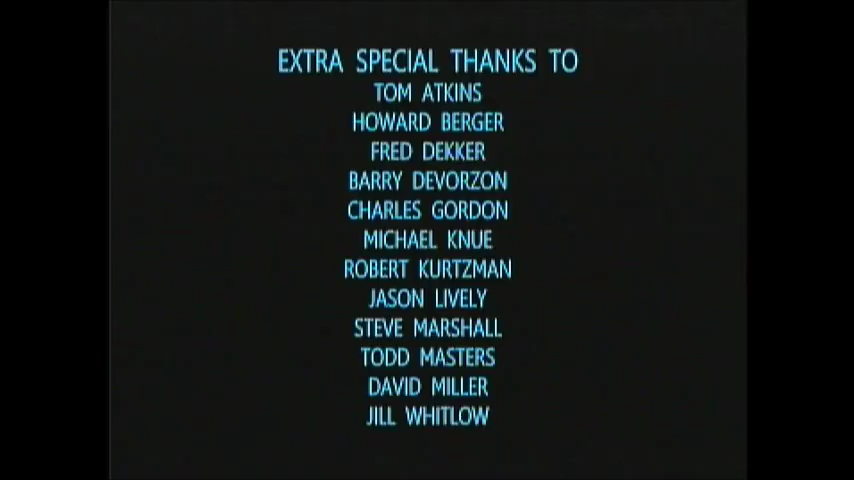 EXTRA SPECIAL THANKS TO
TOM ATKINS
HOWARD BERGER
FRED DEKKER
BARRY DEVORZON
CHARLES GORDON
MICHAEL KNUE
ROBERT KURTZMAN
JASON LIVELY
STEVE MARSHALL
TODD MASTERS
DAVID MILLER
JILL WHITLOW